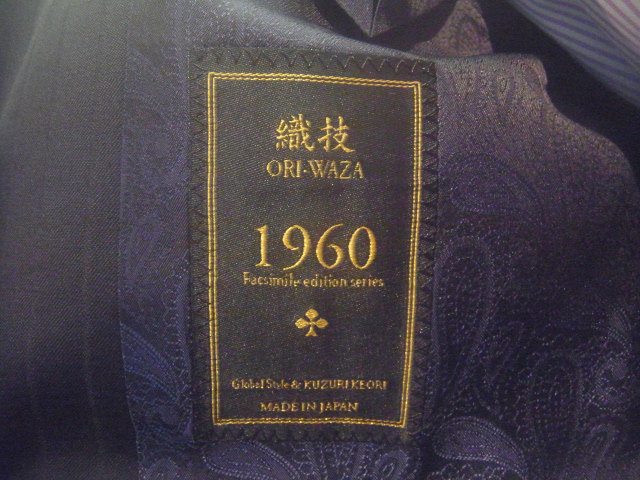 織技
ORI-WAZA
1960
Facsimile edition series
Global Style & KUZURI KEORI
MADE IN JAPAN